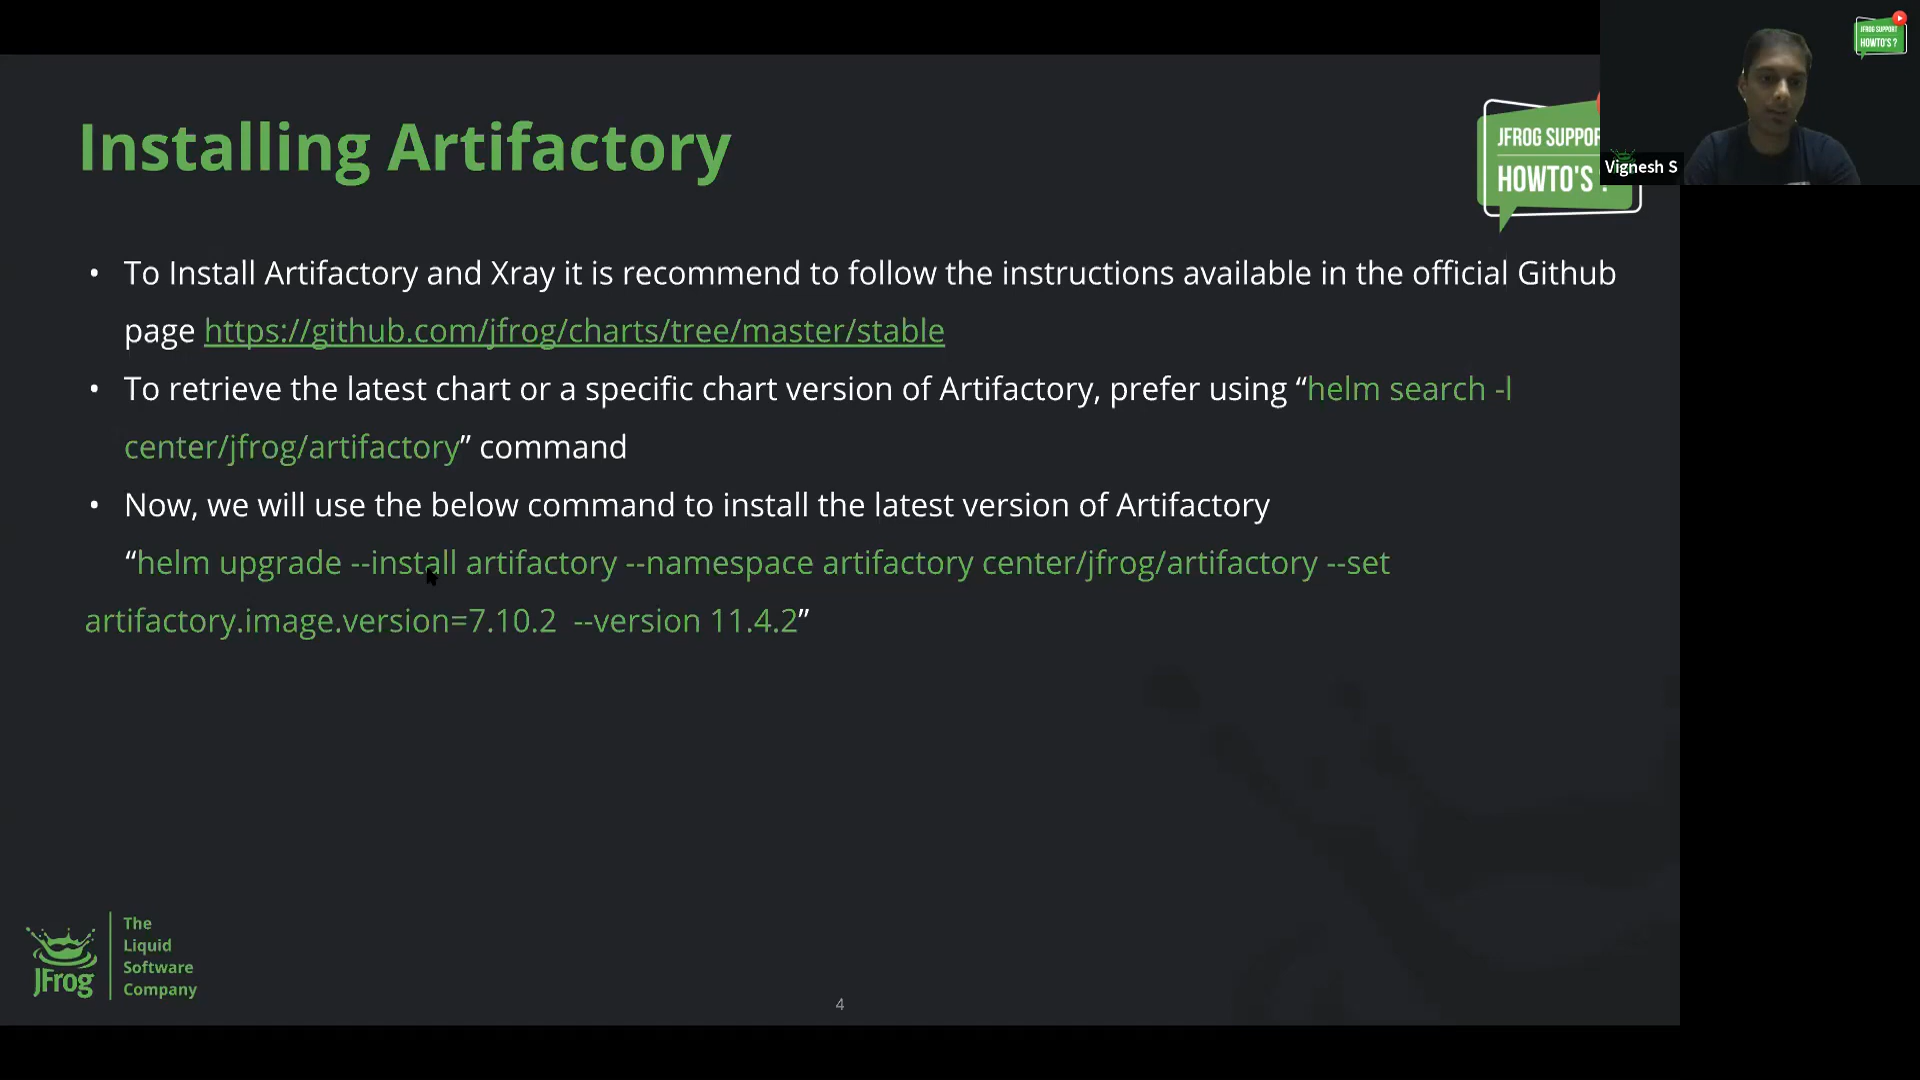 Installing Artifactory
JFROG SUPPOR
HOWTO'S ?
JFROG SUPPORT
HOWTO'S ?
Vignesh S
• To Install Artifactory and Xray it is recommend to follow the instructions available in the official Github
page https://github.com/jfrog/charts/tree/master/stable
• To retrieve the latest chart or a specific chart version of Artifactory, prefer using “helm search -l
center/jfrog/artifactory” command
• Now, we will use the below command to install the latest version of Artifactory
“helm upgrade --install artifactory --namespace artifactory center/jfrog/artifactory --set
artifactory.image.version=7.10.2 --version 11.4.2”
JFrog
The
Liquid
Software
Company
4